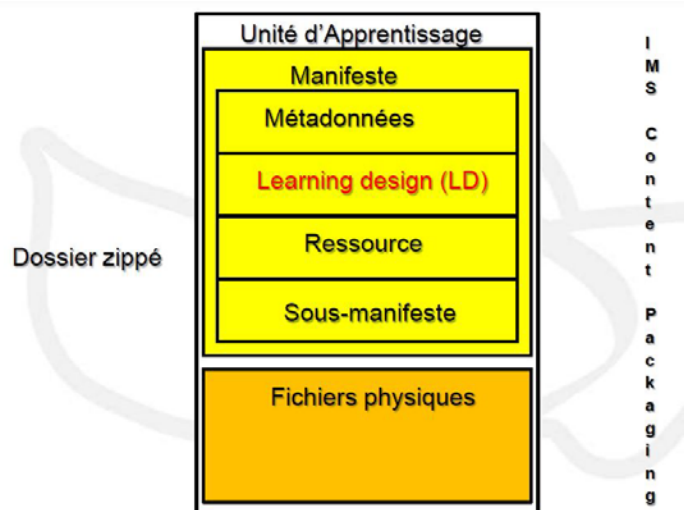 Unité d'Apprentissage
Manifeste
Métadonnées
Learning design (LD)
Ressource
Sous-manifeste
Fichiers physiques
Dossier zippé
IMS Content Packaging